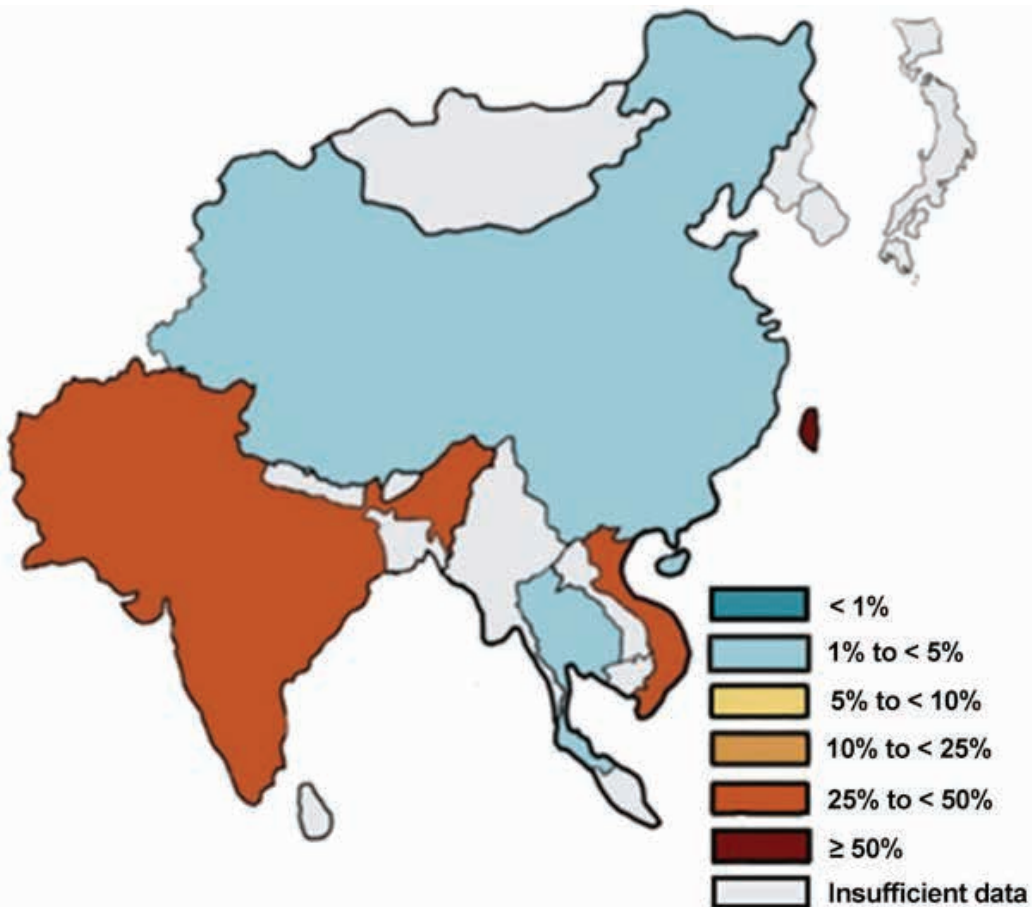 < 1%
1% to < 5%
5% to < 10%
10% to < 25%
25% to < 50%
≥ 50%
Insufficient data